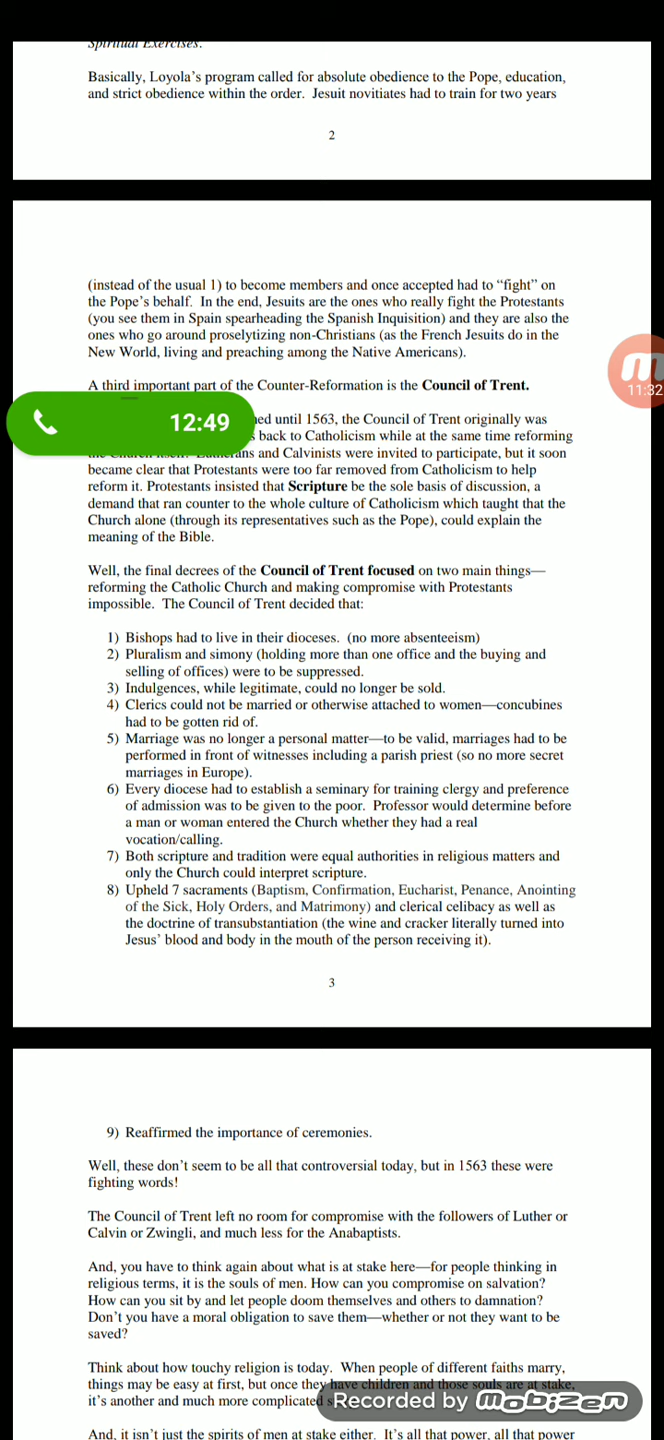 Spiritual Exercises.
Basically, Loyola’s program called for absolute obedience to the Pope, education,
and strict obedience within the order.  Jesuit novitiates had to train for two years
2
(instead of the usual 1) to become members and once accepted had to “fight” on
the Pope’s behalf.  In the end, Jesuits are the ones who really fight the Protestants
(you see them in Spain spearheading the Spanish Inquisition) and they are also the
ones who go around proselytizing non-Christians (as the French Jesuits do in the
New World, living and preaching among the Native Americans).
11:32
A third important part of the Counter-Reformation is the Council of Trent.
12:49
until 1563, the Council of Trent originally was
back to Catholicism while at the same time reforming
and Calvinists were invited to participate, but it soon
became clear that Protestants were too far removed from Catholicism to help
reform it. Protestants insisted that Scripture be the sole basis of discussion, a
demand that ran counter to the whole culture of Catholicism which taught that the
Church alone (through its representatives such as the Pope), could explain the
meaning of the Bible.
Well, the final decrees of the Council of Trent focused on two main things—
reforming the Catholic Church and making compromise with Protestants
impossible.  The Council of Trent decided that:
1) Bishops had to live in their dioceses.  (no more absenteeism)
2) Pluralism and simony (holding more than one office and the buying and
selling of offices) were to be suppressed.
3) Indulgences, while legitimate, could no longer be sold.
4) Clerics could not be married or otherwise attached to women—concubines
had to be gotten rid of.
5) Marriage was no longer a personal matter—to be valid, marriages had to be
performed in front of witnesses including a parish priest (so no more secret
marriages in Europe).
6) Every diocese had to establish a seminary for training clergy and preference
of admission was to be given to the poor.  Professor would determine before
a man or woman entered the Church whether they had a real
vocation/calling.
7) Both scripture and tradition were equal authorities in religious matters and
only the Church could interpret scripture.
8) Upheld 7 sacraments (Baptism, Confirmation, Eucharist, Penance, Anointing
of the Sick, Holy Orders, and Matrimony) and clerical celibacy as well as
the doctrine of transubstantiation (the wine and cracker literally turned into
Jesus’ blood and body in the mouth of the person receiving it).
3
9) Reaffirmed the importance of ceremonies.
Well, these don’t seem to be all that controversial today, but in 1563 these were
fighting words!
The Council of Trent left no room for compromise with the followers of Luther or
Calvin or Zwingli, and much less for the Anabaptists.
And, you have to think again about what is at stake here—for people thinking in
religious terms, it is the souls of men. How can you compromise on salvation?
How can you sit by and let people doom themselves and others to damnation?
Don’t you have a moral obligation to save them—whether or not they want to be
saved?
Think about how touchy religion is today.  When people of different faiths marry,
things may be easy at first, but once they have children and those souls are at stake,
it’s another and much more complicated
Recorded by mobizen
And, it isn’t just the spirits of men at stake either.  It’s all that power, all that power